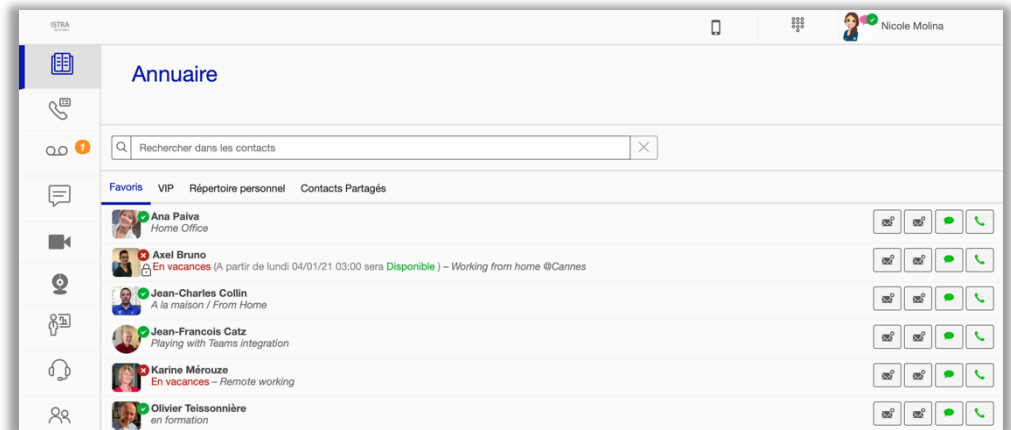 ISTRA
Nicole Molina
Annuaire
1
Rechercher dans les contacts
Favoris VIP Répertoire personnel Contacts Partagés
Ana Paiva
Home Office
Axel Bruno
En vacances (A partir de lundi 04/01/21 03:00 sera Disponible ) – Working from home @Cannes
Jean-Charles Collin
A la maison / From Home
Jean-Francois Catz
Playing with Teams integration
Karine Mérouze
En vacances – Remote working
Olivier Teissonnière
en formation